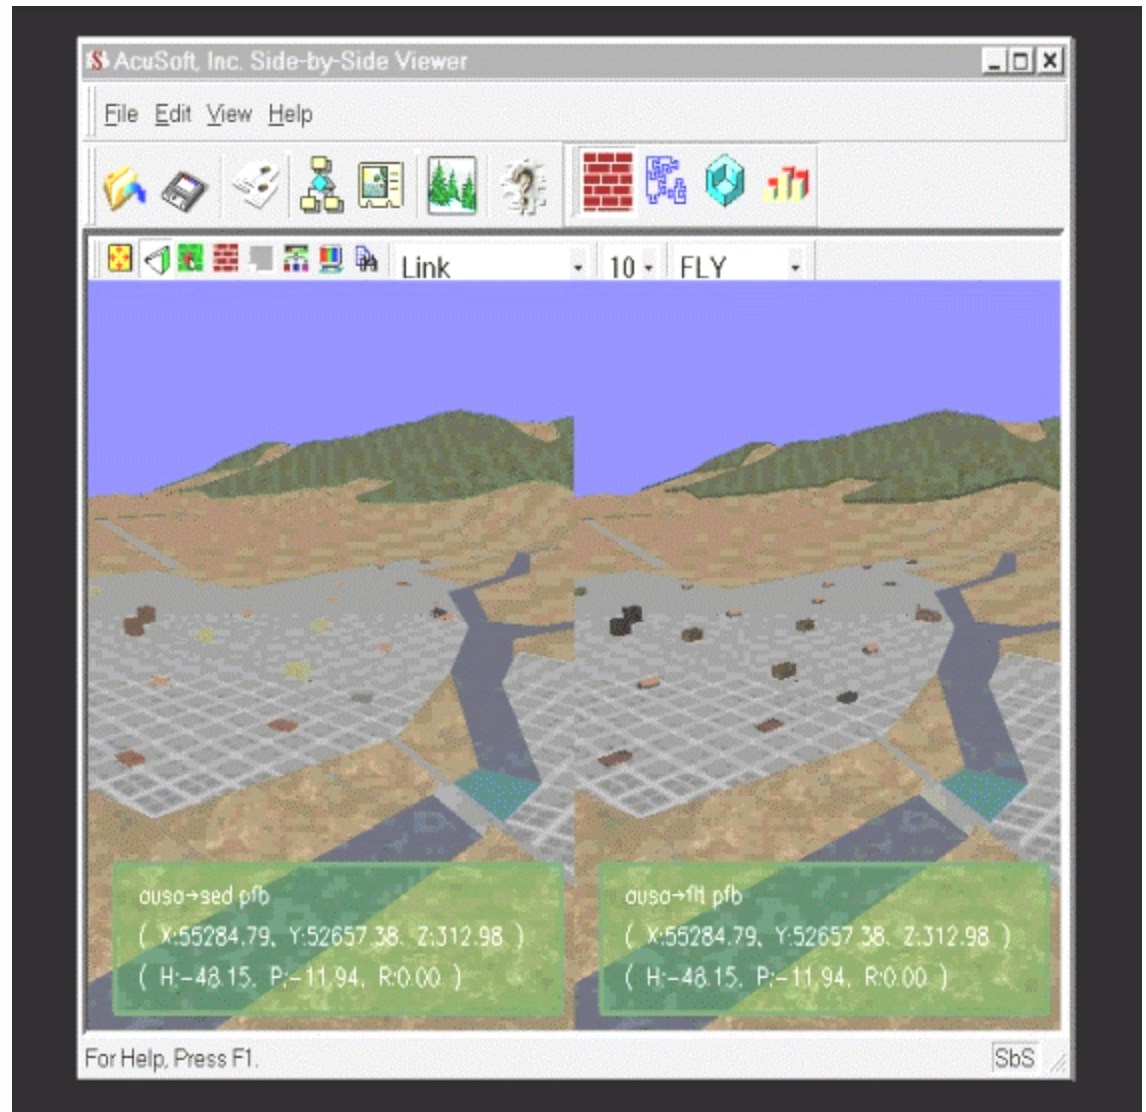 AcuSoft, Inc. Side-by-Side Viewer
File Edit View Help
Link 10 FLY
ausa→sed pfb
( X:55284.79, Y:52657.38, Z:312.98 )
( H:-48.15, P:-11.94, R:0.00 )
ausa→flt pfb
( X:55284.79, Y:52657.38, Z:312.98 )
( H:-48.15, P:-11.94, R:0.00 )
For Help, Press F1.
SbS